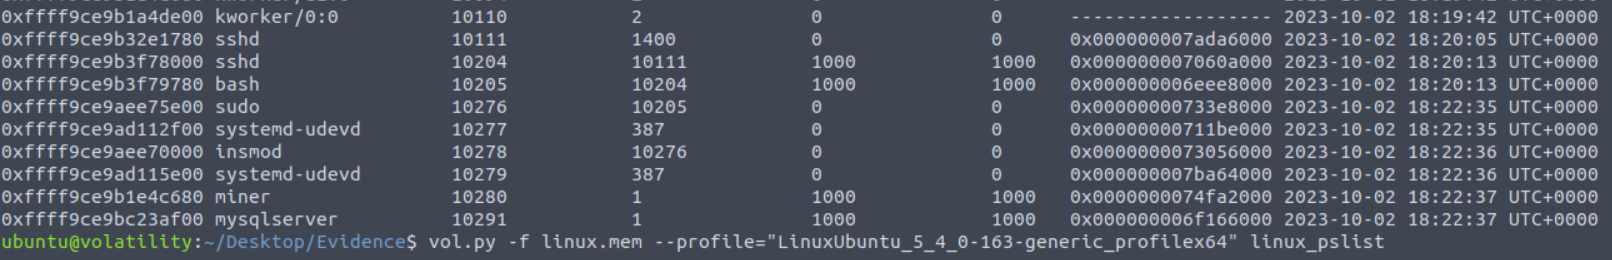 0xffff9ce9b1a4de00 kworker/0:0 10110 2 0 0 ------------------ 2023-10-02 18:19:42 UTC+0000
0xffff9ce9b32e1780 sshd 10111 1400 0 0 0x000000007ada6000 2023-10-02 18:20:05 UTC+0000
0xffff9ce9b3f78000 sshd 10204 10111 1000 1000 0x000000007060a000 2023-10-02 18:20:13 UTC+0000
0xffff9ce9b3f79780 bash 10205 10204 1000 1000 0x000000006eee8000 2023-10-02 18:20:13 UTC+0000
0xffff9ce9aee75e00 sudo 10276 10205 0 0 0x00000000733e8000 2023-10-02 18:22:35 UTC+0000
0xffff9ce9ad112f00 systemd-udevd 10277 387 0 0 0x00000000711be000 2023-10-02 18:22:35 UTC+0000
0xffff9ce9aee70000 insmod 10278 10276 0 0 0x0000000073056000 2023-10-02 18:22:36 UTC+0000
0xffff9ce9ad115e00 systemd-udevd 10279 387 0 0 0x000000007ba64000 2023-10-02 18:22:36 UTC+0000
0xffff9ce9b1e4c680 miner 10280 1 1000 1000 0x0000000074fa2000 2023-10-02 18:22:37 UTC+0000
0xffff9ce9bc23af00 mysqlserver 10291 1 1000 1000 0x000000006f166000 2023-10-02 18:22:37 UTC+0000
ubuntu@volatility:~/Desktop/Evidence$ vol.py -f linux.mem --profile="LinuxUbuntu_5_4_0-163-generic_profilex64" linux_pslist